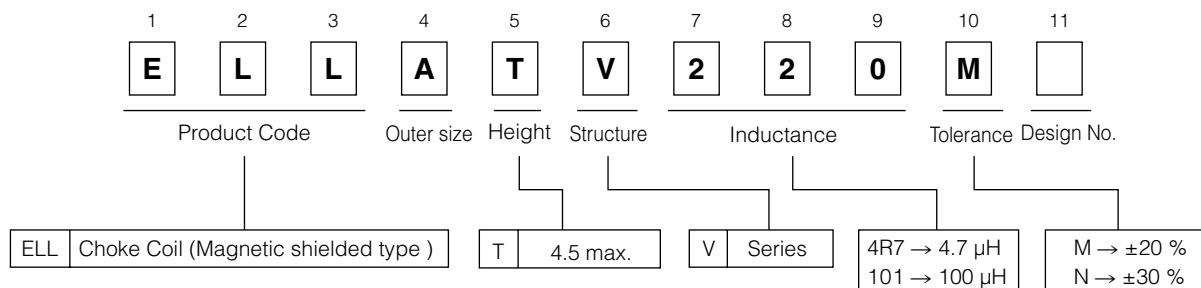 1 2 3 4 5 6 7 8 9 10 11
E L L A T V 2 2 0 M
Product Code Outer size Height Structure Inductance Tolerance Design No.
ELL Choke Coil (Magnetic shielded type ) T 4.5 max. V Series 4R7 → 4.7 μH M → ±20 %
101 → 100 μH N → ±30 %